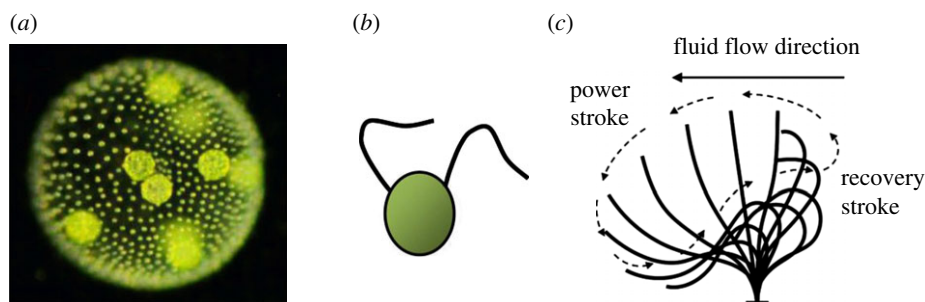 (a)
(b)
(c)
fluid flow direction
power
stroke
recovery
stroke